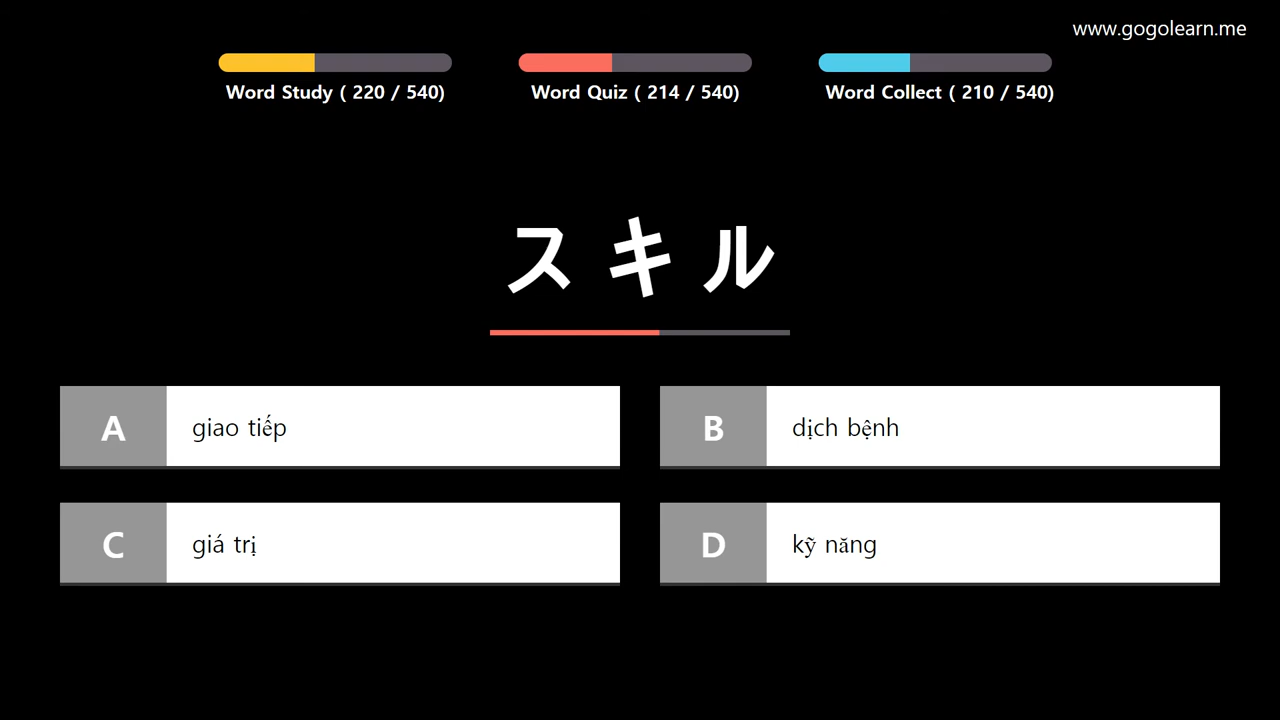 www.gogolearn.me
Word Study ( 220 / 540)
Word Quiz ( 214 / 540)
Word Collect ( 210 / 540)
スキル
A giao tiếp
B dịch bệnh
C giá trị
D kỹ năng